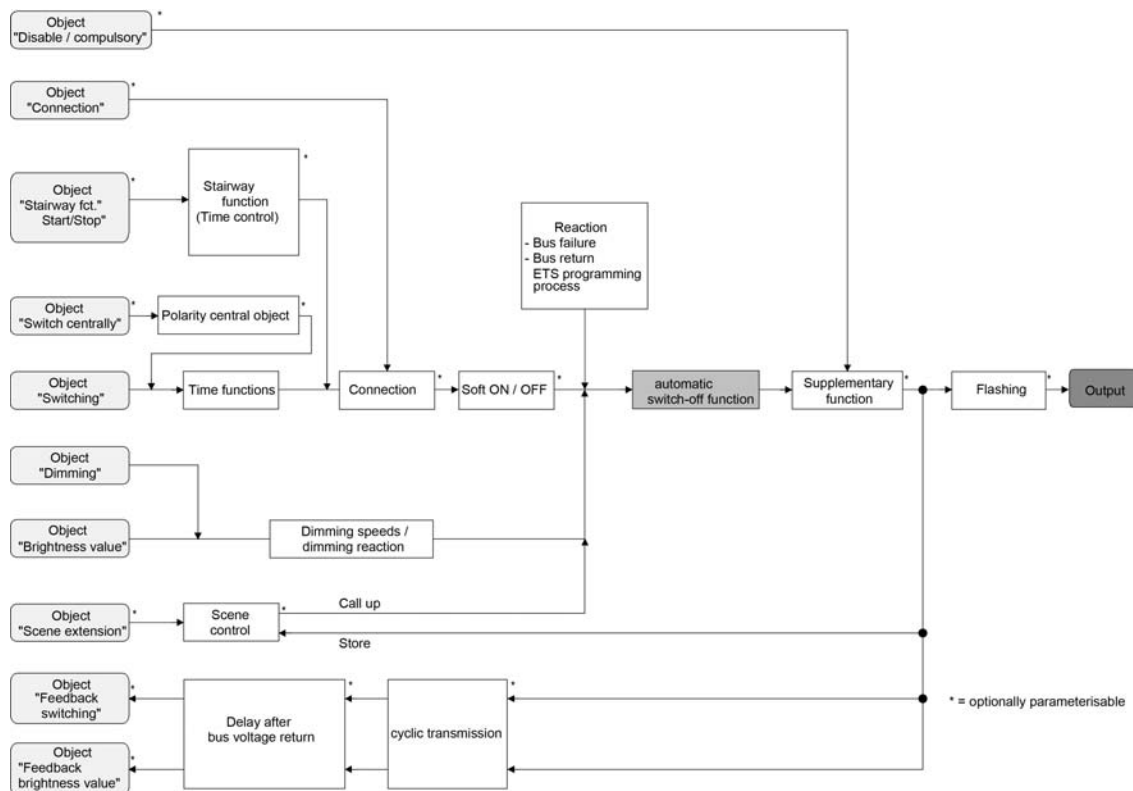 Object *
"Disable / compulsory"
Object *
"Connection"
Object *
"Stairway fct."
Start/Stop"
Stairway *
function
(Time control)
Reaction
- Bus failure
- Bus return
ETS programming
process
Object *
"Switch centrally"
Polarity central object *
Object
"Switching"
Time functions
Connection *
Soft ON / OFF *
automatic
switch-off function
Supplementary *
function
Flashing *
Output
Object
"Dimming"
Object
"Brightness value"
Dimming speeds /
dimming reaction
Object *
"Scene extension"
Scene *
control
Call up
Store
Object *
"Feedback
switching"
Object *
"Feedback
brightness value"
Delay after *
bus voltage return
cyclic transmission *
* = optionally parameterisable